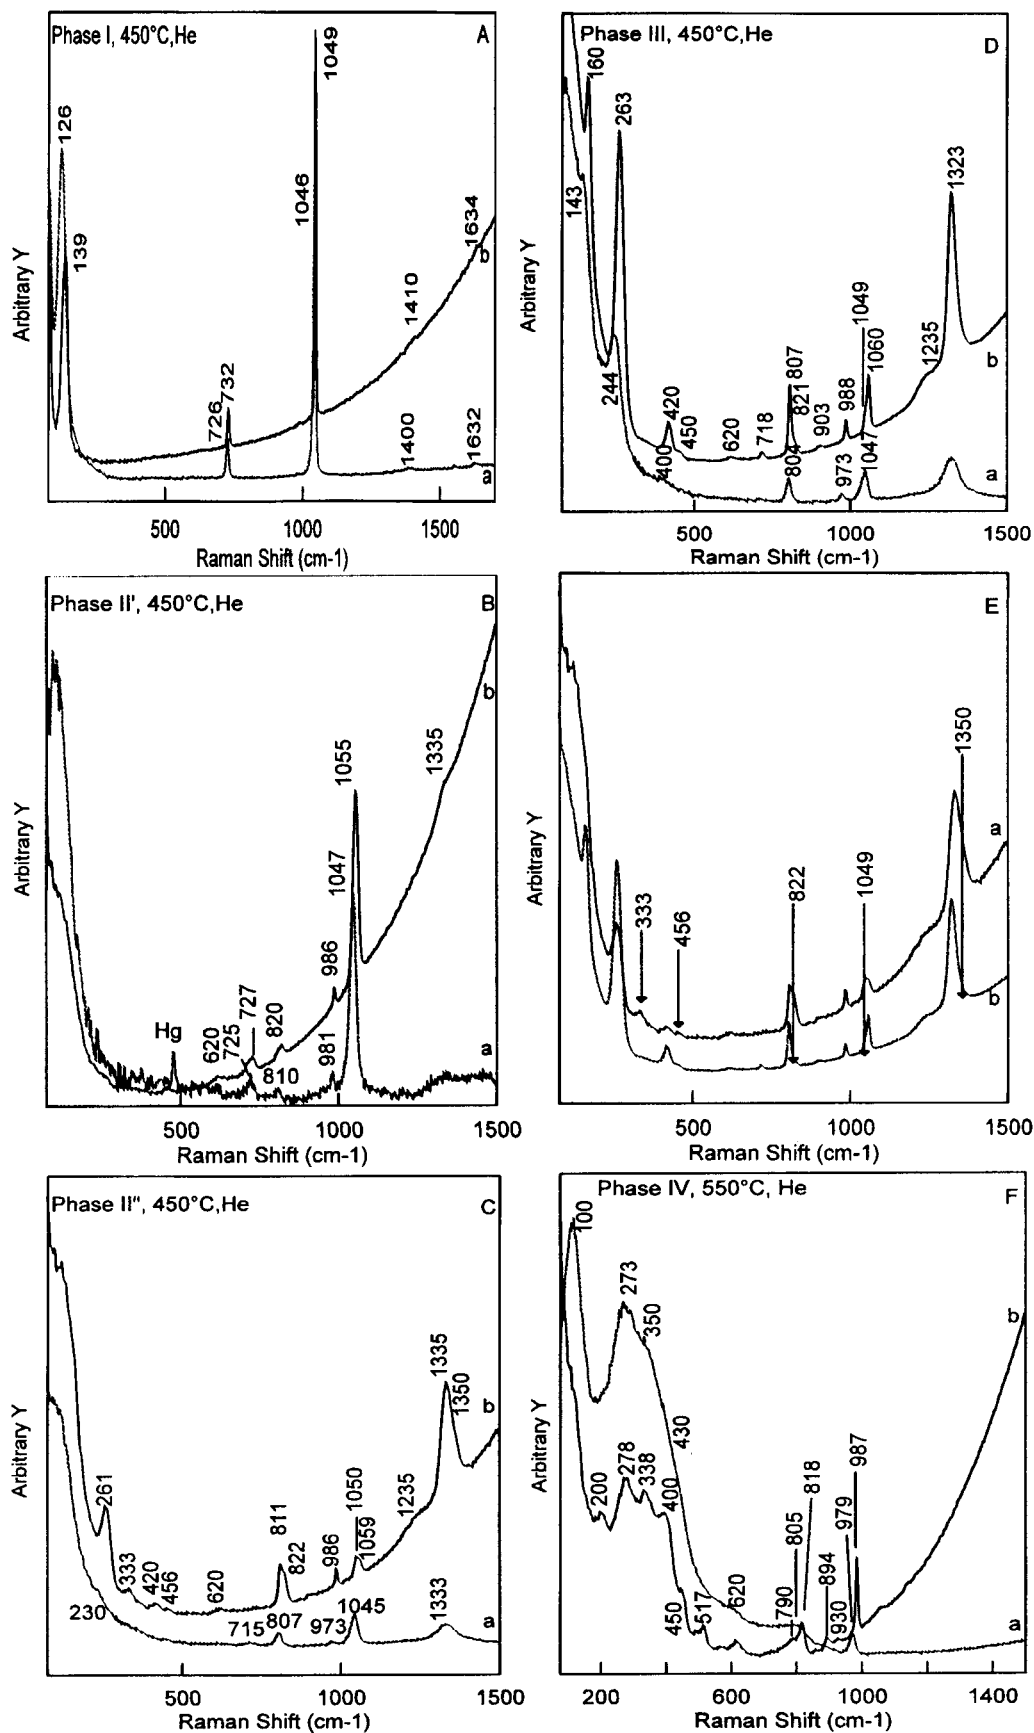 Phase I, 450°C,He
A
1049
126
1046
139
1634
b
1410
732
726
1400
1632
a
Arbitrary Y
500
1000
1500
Raman Shift (cm-1)
Phase III, 450°C,He
D
160
263
1323
143
1049
1060
1235
807
b
244
420
450
620
718
821
903
988
400
804
973
1047
a
Arbitrary Y
500
1000
1500
Raman Shift (cm-1)
Phase II', 450°C,He
B
b
1055
1335
1047
986
Hg
620
725
727
820
810
981
a
Arbitrary Y
500
1000
1500
Raman Shift (cm-1)
E
1350
a
822
1049
333
456
b
Arbitrary Y
500
1000
1500
Raman Shift (cm-1)
Phase II", 450°C,He
C
1335
1350
b
261
811
1050
1235
333
420
456
620
822
986
1059
230
715
807
973
1045
1333
a
Arbitrary Y
500
1000
1500
Raman Shift (cm-1)
Phase IV, 550°C, He
F
100
273
350
b
430
987
818
200
278
338
400
805
979
450
517
620
790
894
930
a
Arbitrary Y
200
600
1000
1400
Raman Shift (cm-1)